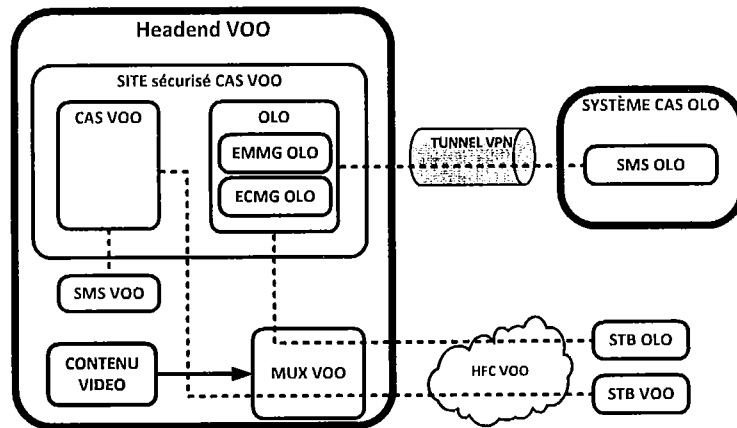 Headend VOO
SITE sécurisé CAS VOO
CAS VOO
OLO
EMMG OLO
ECMG OLO
TUNNEL VPN
SYSTÈME CAS OLO
SMS OLO
SMS VOO
CONTENU
VIDEO
MUX VOO
HFC VOO
STB OLO
STB VOO